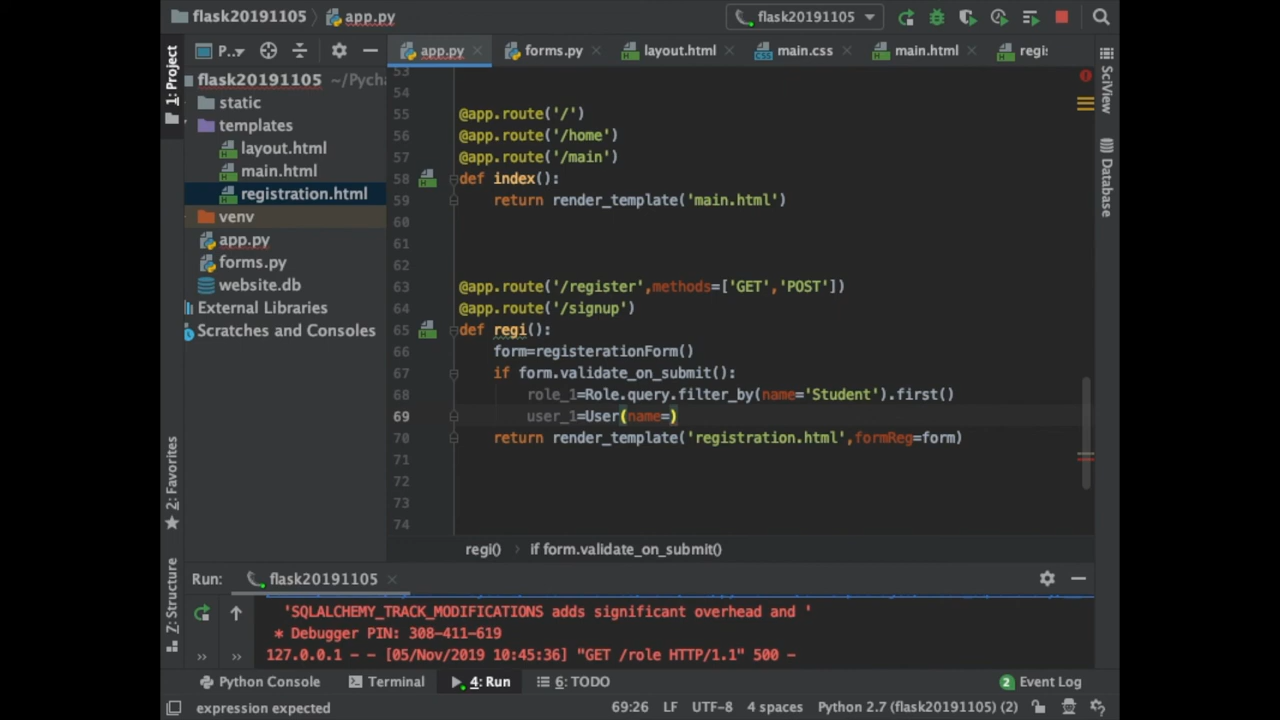 flask20191105
app.py
flask20191105
1: Project
P..
app.py
forms.py
layout.html
main.css
main.html
regi
flask20191105 ~/Pycha
static
templates
layout.html
main.html
registration.html
venv
app.py
forms.py
website.db
External Libraries
Scratches and Consoles
53
54
55 @app.route('/')
56 @app.route('/home')
57 @app.route('/main')
58 def index():
59 return render_template('main.html')
60
61
62
63 @app.route('/register',methods=['GET','POST'])
64 @app.route('/signup')
65 def regi():
66 form=registerationForm()
67 if form.validate_on_submit():
68 role_1=Role.query.filter_by(name='Student').first()
69 user_1=User(name=)
70 return render_template('registration.html',formReg=form)
71
72
73
74
regi() › if form.validate_on_submit()
SciView
Database
2: Favorites
Z: Structure
Run: flask20191105
'SQLALCHEMY_TRACK_MODIFICATIONS adds significant overhead and '
* Debugger PIN: 308-411-619
127.0.0.1 - - [05/Nov/2019 10:45:36] "GET /role HTTP/1.1" 500 -
» »
Python Console
Terminal
4: Run
6: TODO
2 Event Log
expression expected
69:26 LF UTF-8 4 spaces Python 2.7 (flask20191105) (2)